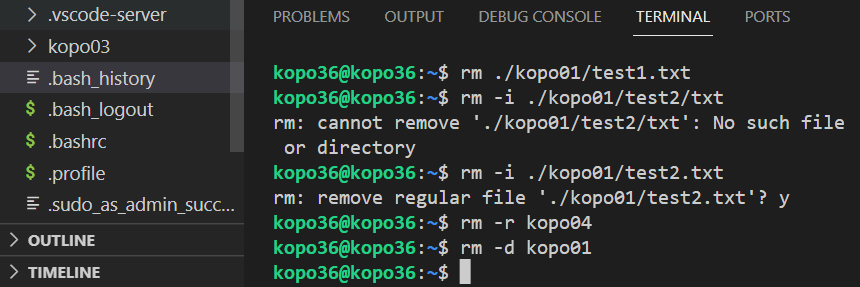 .vscode-server
kopo03
.bash_history
.bash_logout
.bashrc
.profile
.sudo_as_admin_succ...
OUTLINE
TIMELINE
PROBLEMS OUTPUT DEBUG CONSOLE TERMINAL PORTS
kopo36@kopo36:~$ rm ./kopo01/test1.txt
kopo36@kopo36:~$ rm -i ./kopo01/test2/txt
rm: cannot remove './kopo01/test2/txt': No such file
 or directory
kopo36@kopo36:~$ rm -i ./kopo01/test2.txt
rm: remove regular file './kopo01/test2.txt'? y
kopo36@kopo36:~$ rm -r kopo04
kopo36@kopo36:~$ rm -d kopo01
kopo36@kopo36:~$